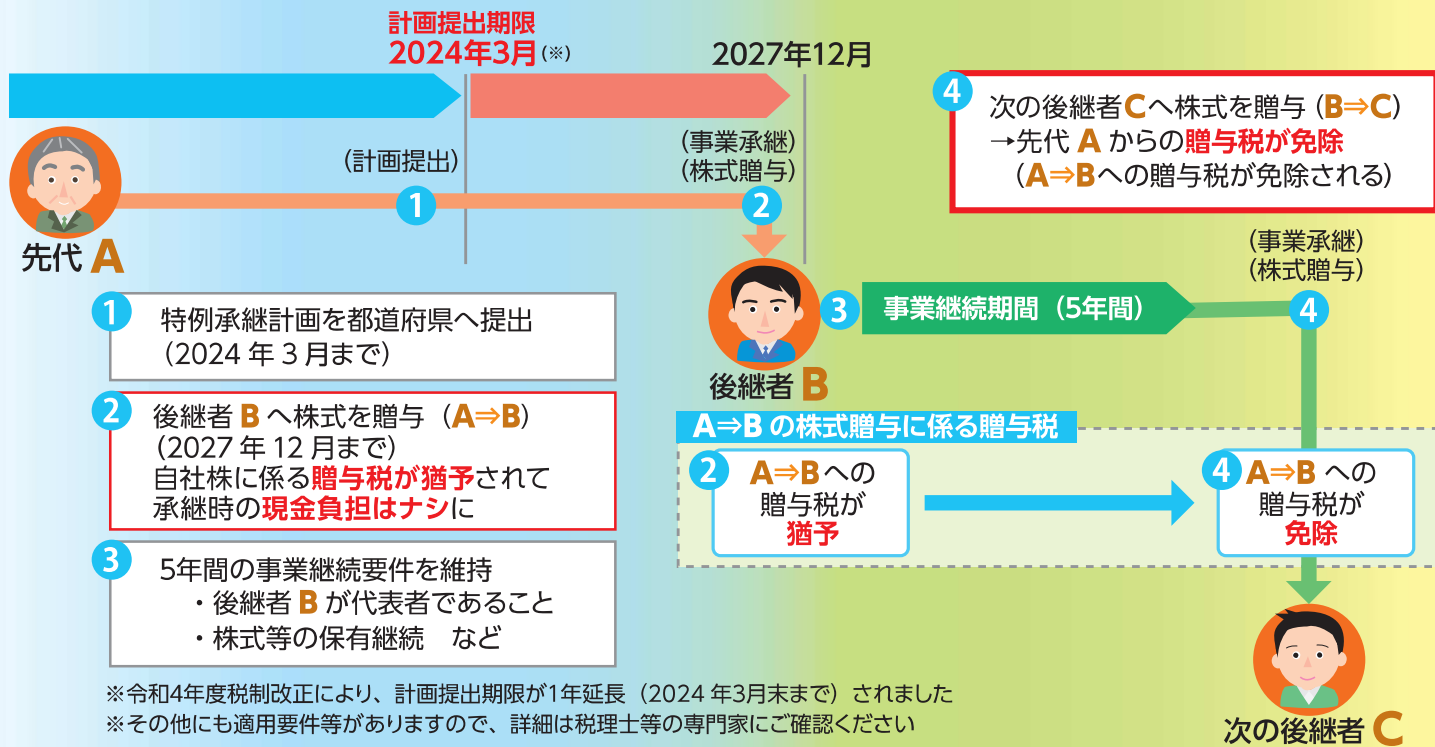 計画提出期限
2024年3月(※)
2027年12月
(計画提出)
(事業承継)
(株式贈与)
1
2
先代 A
4
次の後継者Cへ株式を贈与 (B⇒C)
→先代 A からの贈与税が免除
(A⇒Bへの贈与税が免除される)
(事業承継)
(株式贈与)
3
事業継続期間(5年間)
4
後継者 B
1
特例承継計画を都道府県へ提出
(2024 年 3 月まで)
2
後継者 B へ株式を贈与(A⇒B)
(2027 年 12 月まで)
自社株に係る贈与税が猶予されて
承継時の現金負担はナシに
3
5年間の事業継続要件を維持
・後継者 B が代表者であること
・株式等の保有継続 など
A⇒B の株式贈与に係る贈与税
2
A⇒B への
贈与税が
猶予
4
A⇒B への
贈与税が
免除
次の後継者 C
※令和4年度税制改正により、計画提出期限が1年延長(2024 年3月末まで)されました
※その他にも適用要件等がありますので、詳細は税理士等の専門家にご確認ください